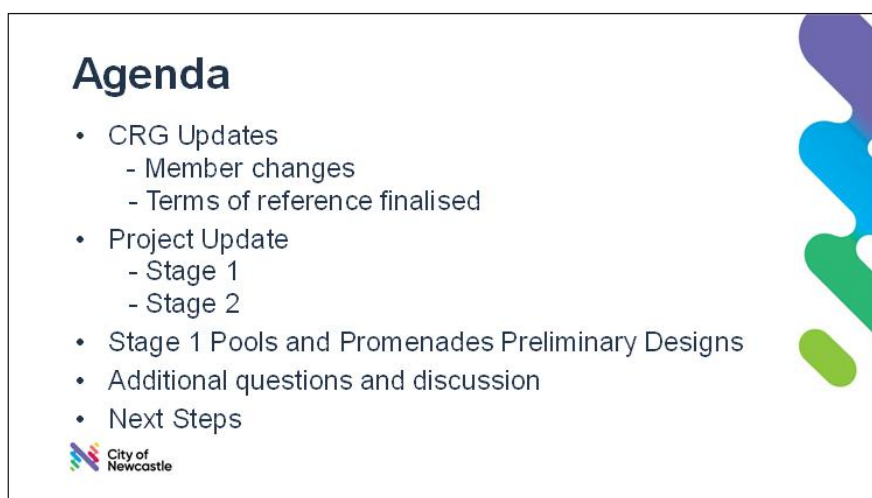 Agenda
• CRG Updates
- Member changes
- Terms of reference finalised
• Project Update
- Stage 1
- Stage 2
• Stage 1 Pools and Promenades Preliminary Designs
• Additional questions and discussion
• Next Steps
City of
Newcastle